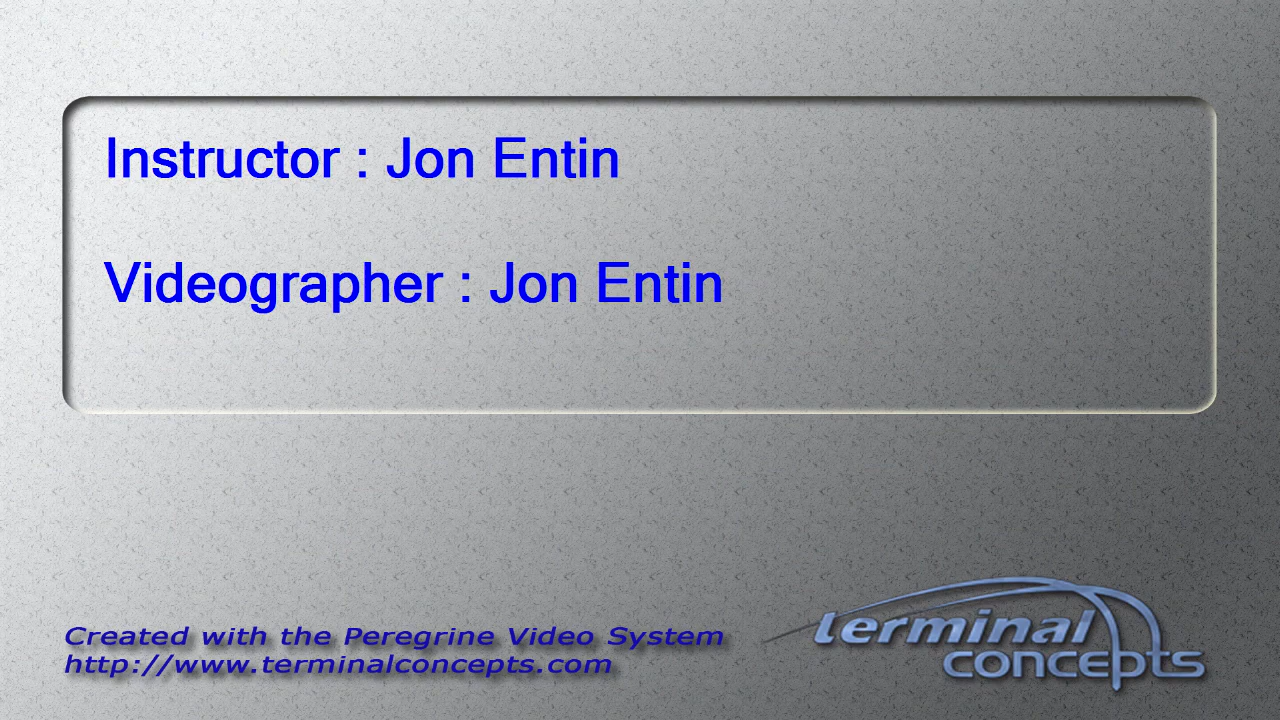 Instructor : Jon Entin
Videographer : Jon Entin
Created with the Peregrine Video System
http://www.terminalconcepts.com
terminal
concepts